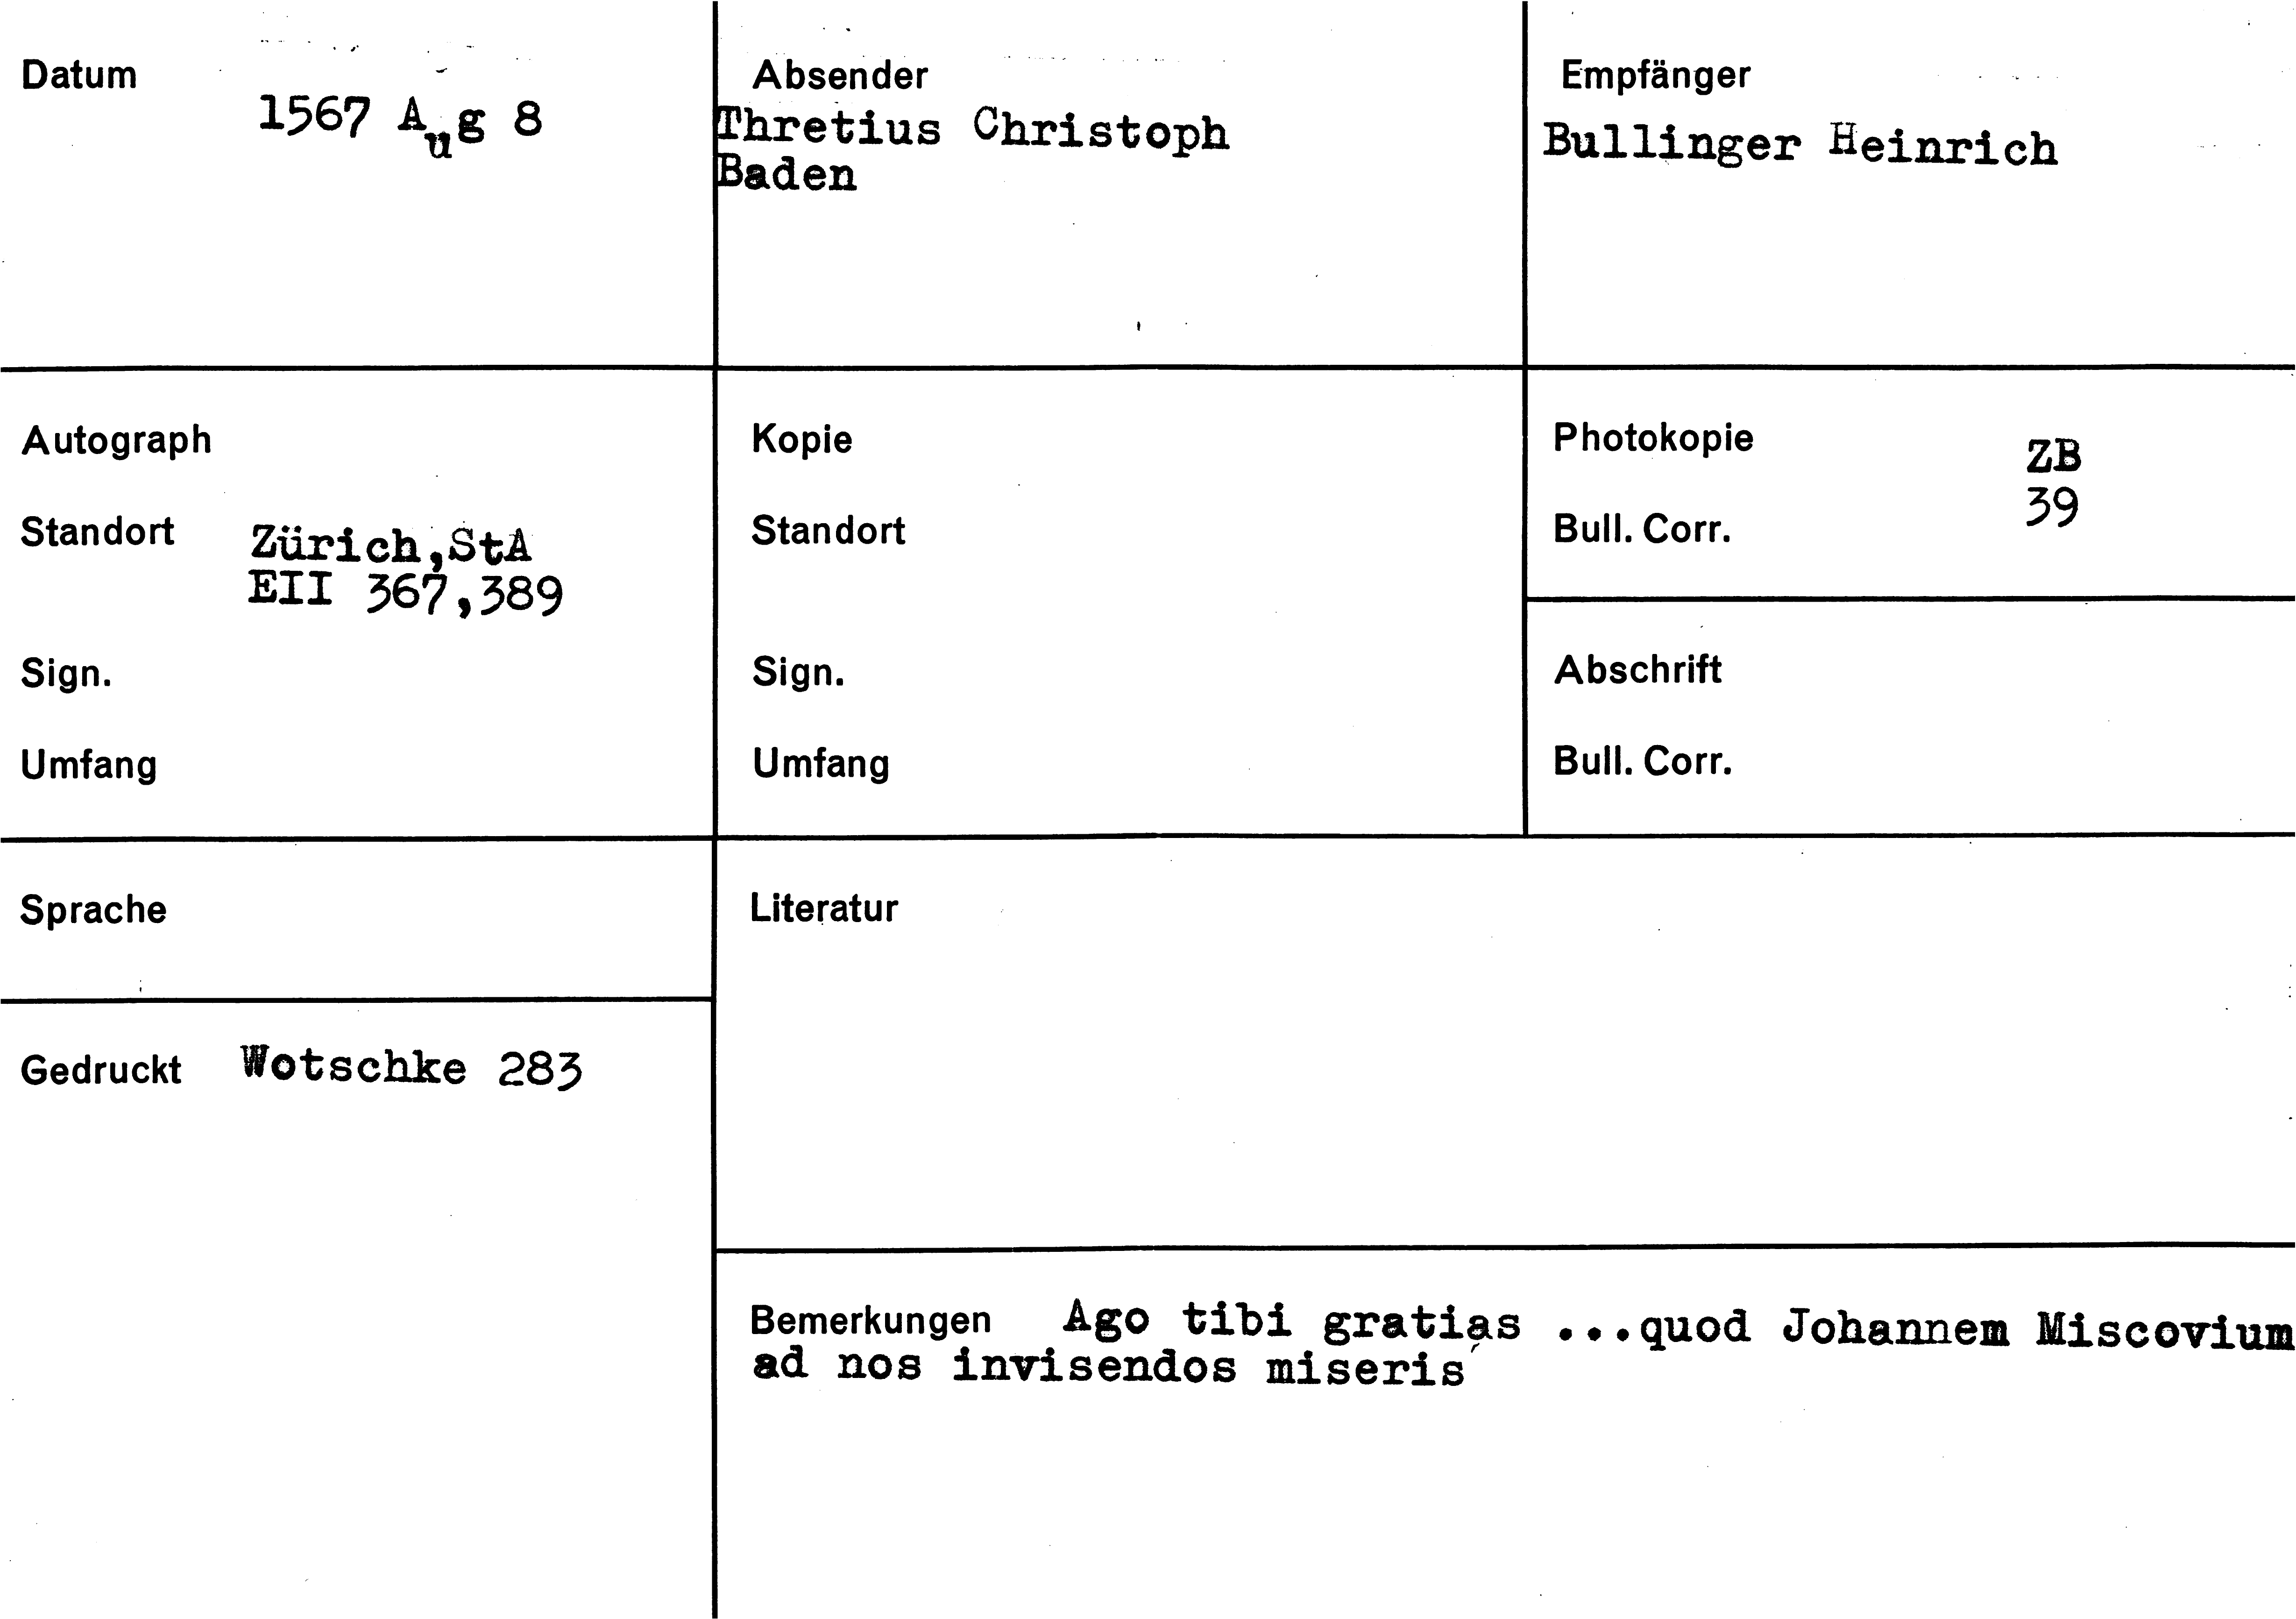 Datum
1567 Aug 8
Absender
Thretius Christoph
Baden
Empfänger
Bullinger Heinrich
Autograph
Standort Zürich,StA
EII 367,389
Sign.
Umfang
Kopie
Standort
Sign.
Umfang
Photokopie ZB
Bull. Corr. 39
Abschrift
Bull. Corr.
Sprache
Gedruckt Wotschke 283
Literatur
Bemerkungen Ago tibi gratias ...quod Johannem Miscovium
ad nos invisendos miseris